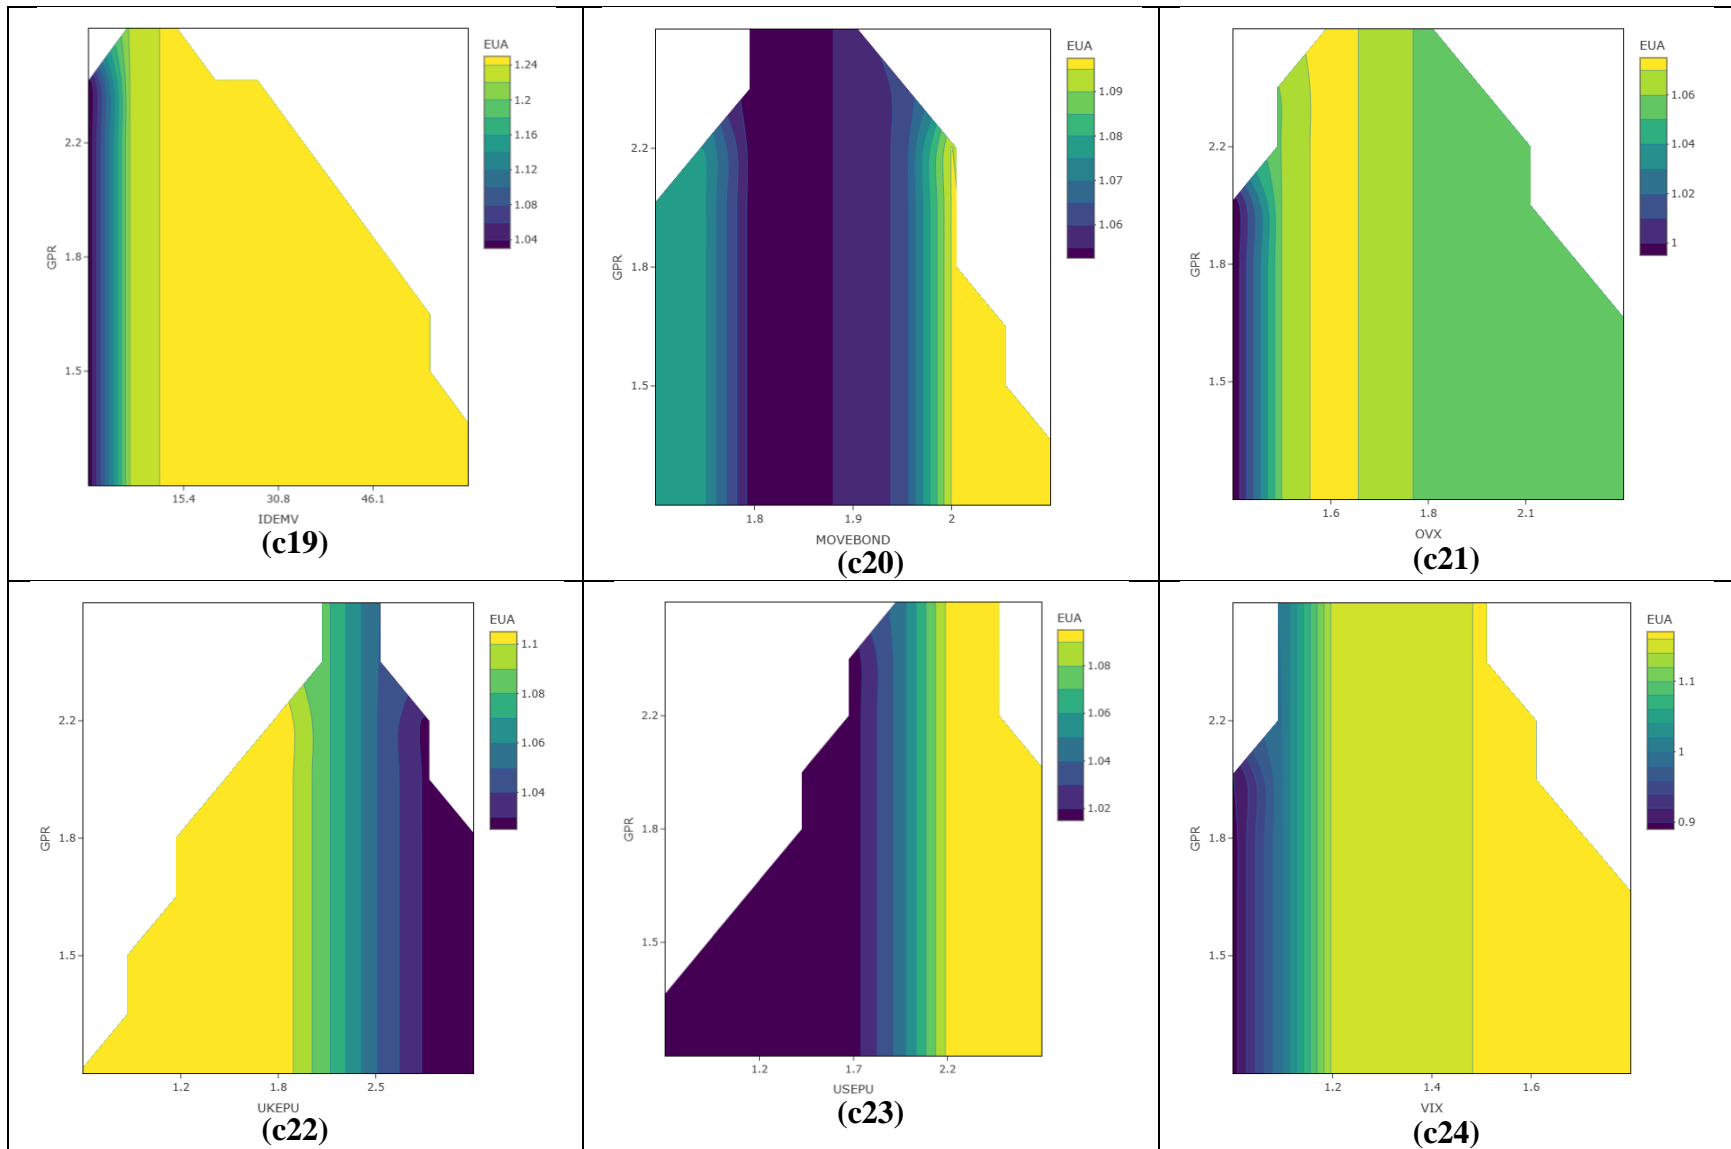 EUA
1.24
1.2
1.16
1.12
1.08
1.04
2.2
1.8
1.5
GPR
15.4
30.8
46.1
IDEMV
(c19)
EUA
1.09
1.08
1.07
1.06
2.2
1.8
1.5
GPR
1.8
1.9
2
MOVEBOND
(c20)
EUA
1.06
1.04
1.02
1
2.2
1.8
1.5
GPR
1.6
1.8
2.1
OVX
(c21)
EUA
1.1
1.08
1.06
1.04
2.2
1.8
1.5
GPR
1.2
1.8
2.5
UKEPU
(c22)
EUA
1.08
1.06
1.04
1.02
2.2
1.8
1.5
GPR
1.2
1.7
2.2
USEPU
(c23)
EUA
1.1
1
0.9
2.2
1.8
1.5
GPR
1.2
1.4
1.6
VIX
(c24)